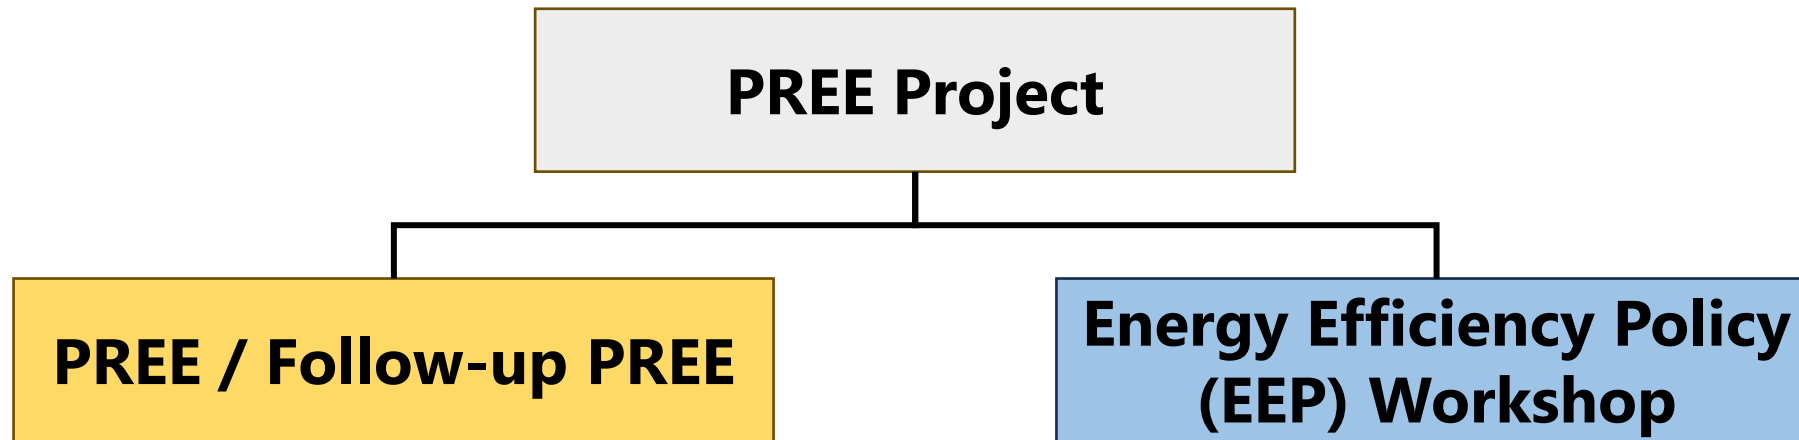 PREE Project
PREE / Follow-up PREE
Energy Efficiency Policy
(EEP) Workshop